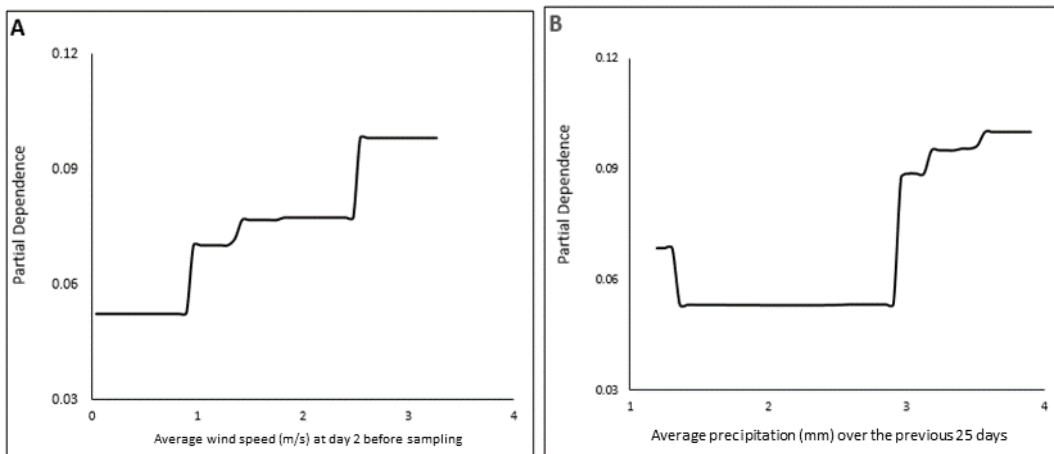 A
0.12
0.09
0.06
0.03
Partial Dependence
0
1
2
3
4
Average wind speed (m/s) at day 2 before sampling
B
0.12
0.09
0.06
0.03
Partial Dependence
1
2
3
4
Average precipitation (mm) over the previous 25 days